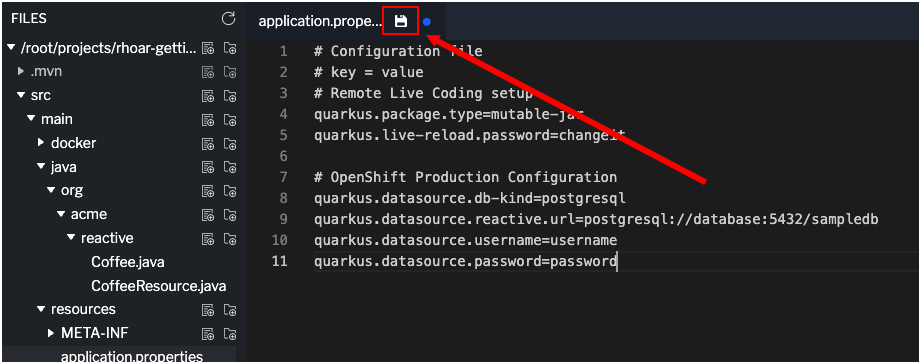 FILES
/root/projects/rhoar-getti...
.mvn
src
main
docker
java
org
acme
reactive
Coffee.java
CoffeeResource.java
resources
META-INF
application.properties
application.prope...
1 # Configuration file
2 # key = value
3 # Remote Live Coding setup
4 quarkus.package.type=mutable-jar
5 quarkus.live-reload.password=changeit
6
7 # OpenShift Production Configuration
8 quarkus.datasource.db-kind=postgresql
9 quarkus.datasource.reactive.url=postgresql://database:5432/sampledb
10 quarkus.datasource.username=username
11 quarkus.datasource.password=password